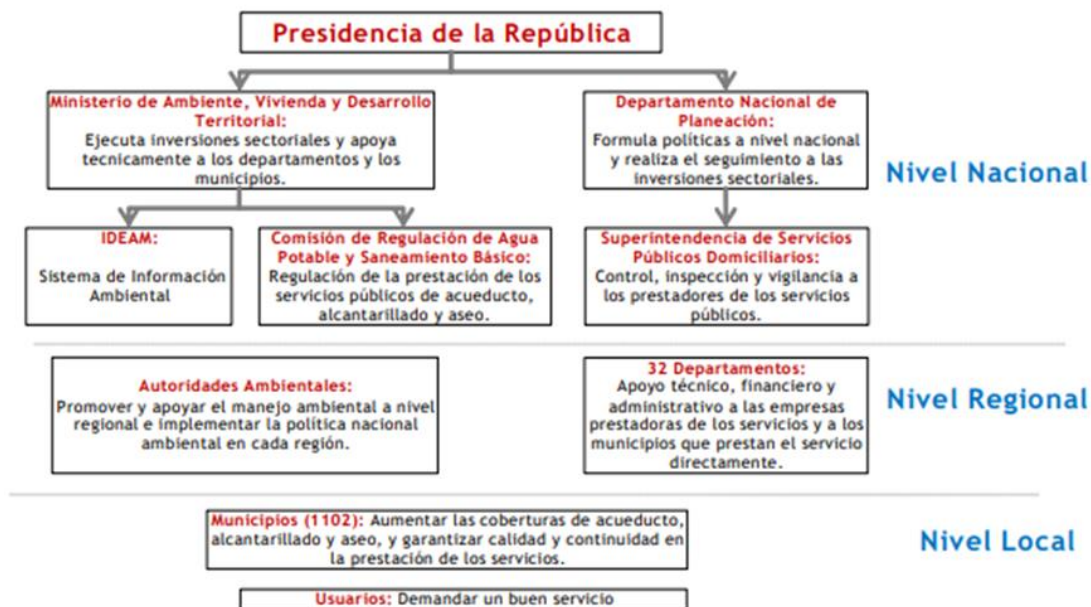 Presidencia de la República
Ministerio de Ambiente, Vivienda y Desarrollo
Territorial:
Ejecuta inversiones sectoriales y apoya
tecnicamente a los departamentos y los
municipios.
Departamento Nacional de
Planeación:
Formula políticas a nivel nacional
y realiza el seguimiento a las
inversiones sectoriales.
Nivel Nacional
IDEAM:
Sistema de Información
Ambiental
Comisión de Regulación de Agua
Potable y Saneamiento Básico:
Regulación de la prestación de los
servicios públicos de acueducto,
alcantarillado y aseo.
Superintendencia de Servicios
Públicos Domiciliarios:
Control, inspección y vigilancia a
los prestadores de los servicios
públicos.
Autoridades Ambientales:
Promover y apoyar el manejo ambiental a nivel
regional e implementar la política nacional
ambiental en cada región.
32 Departamentos:
Apoyo técnico, financiero y
administrativo a las empresas
prestadoras de los servicios y a los
municipios que prestan el servicio
directamente.
Nivel Regional
Municipios (1102): Aumentar las coberturas de acueducto,
alcantarillado y aseo, y garantizar calidad y continuidad en
la prestación de los servicios.
Nivel Local
Usuarios: Demandar un buen servicio